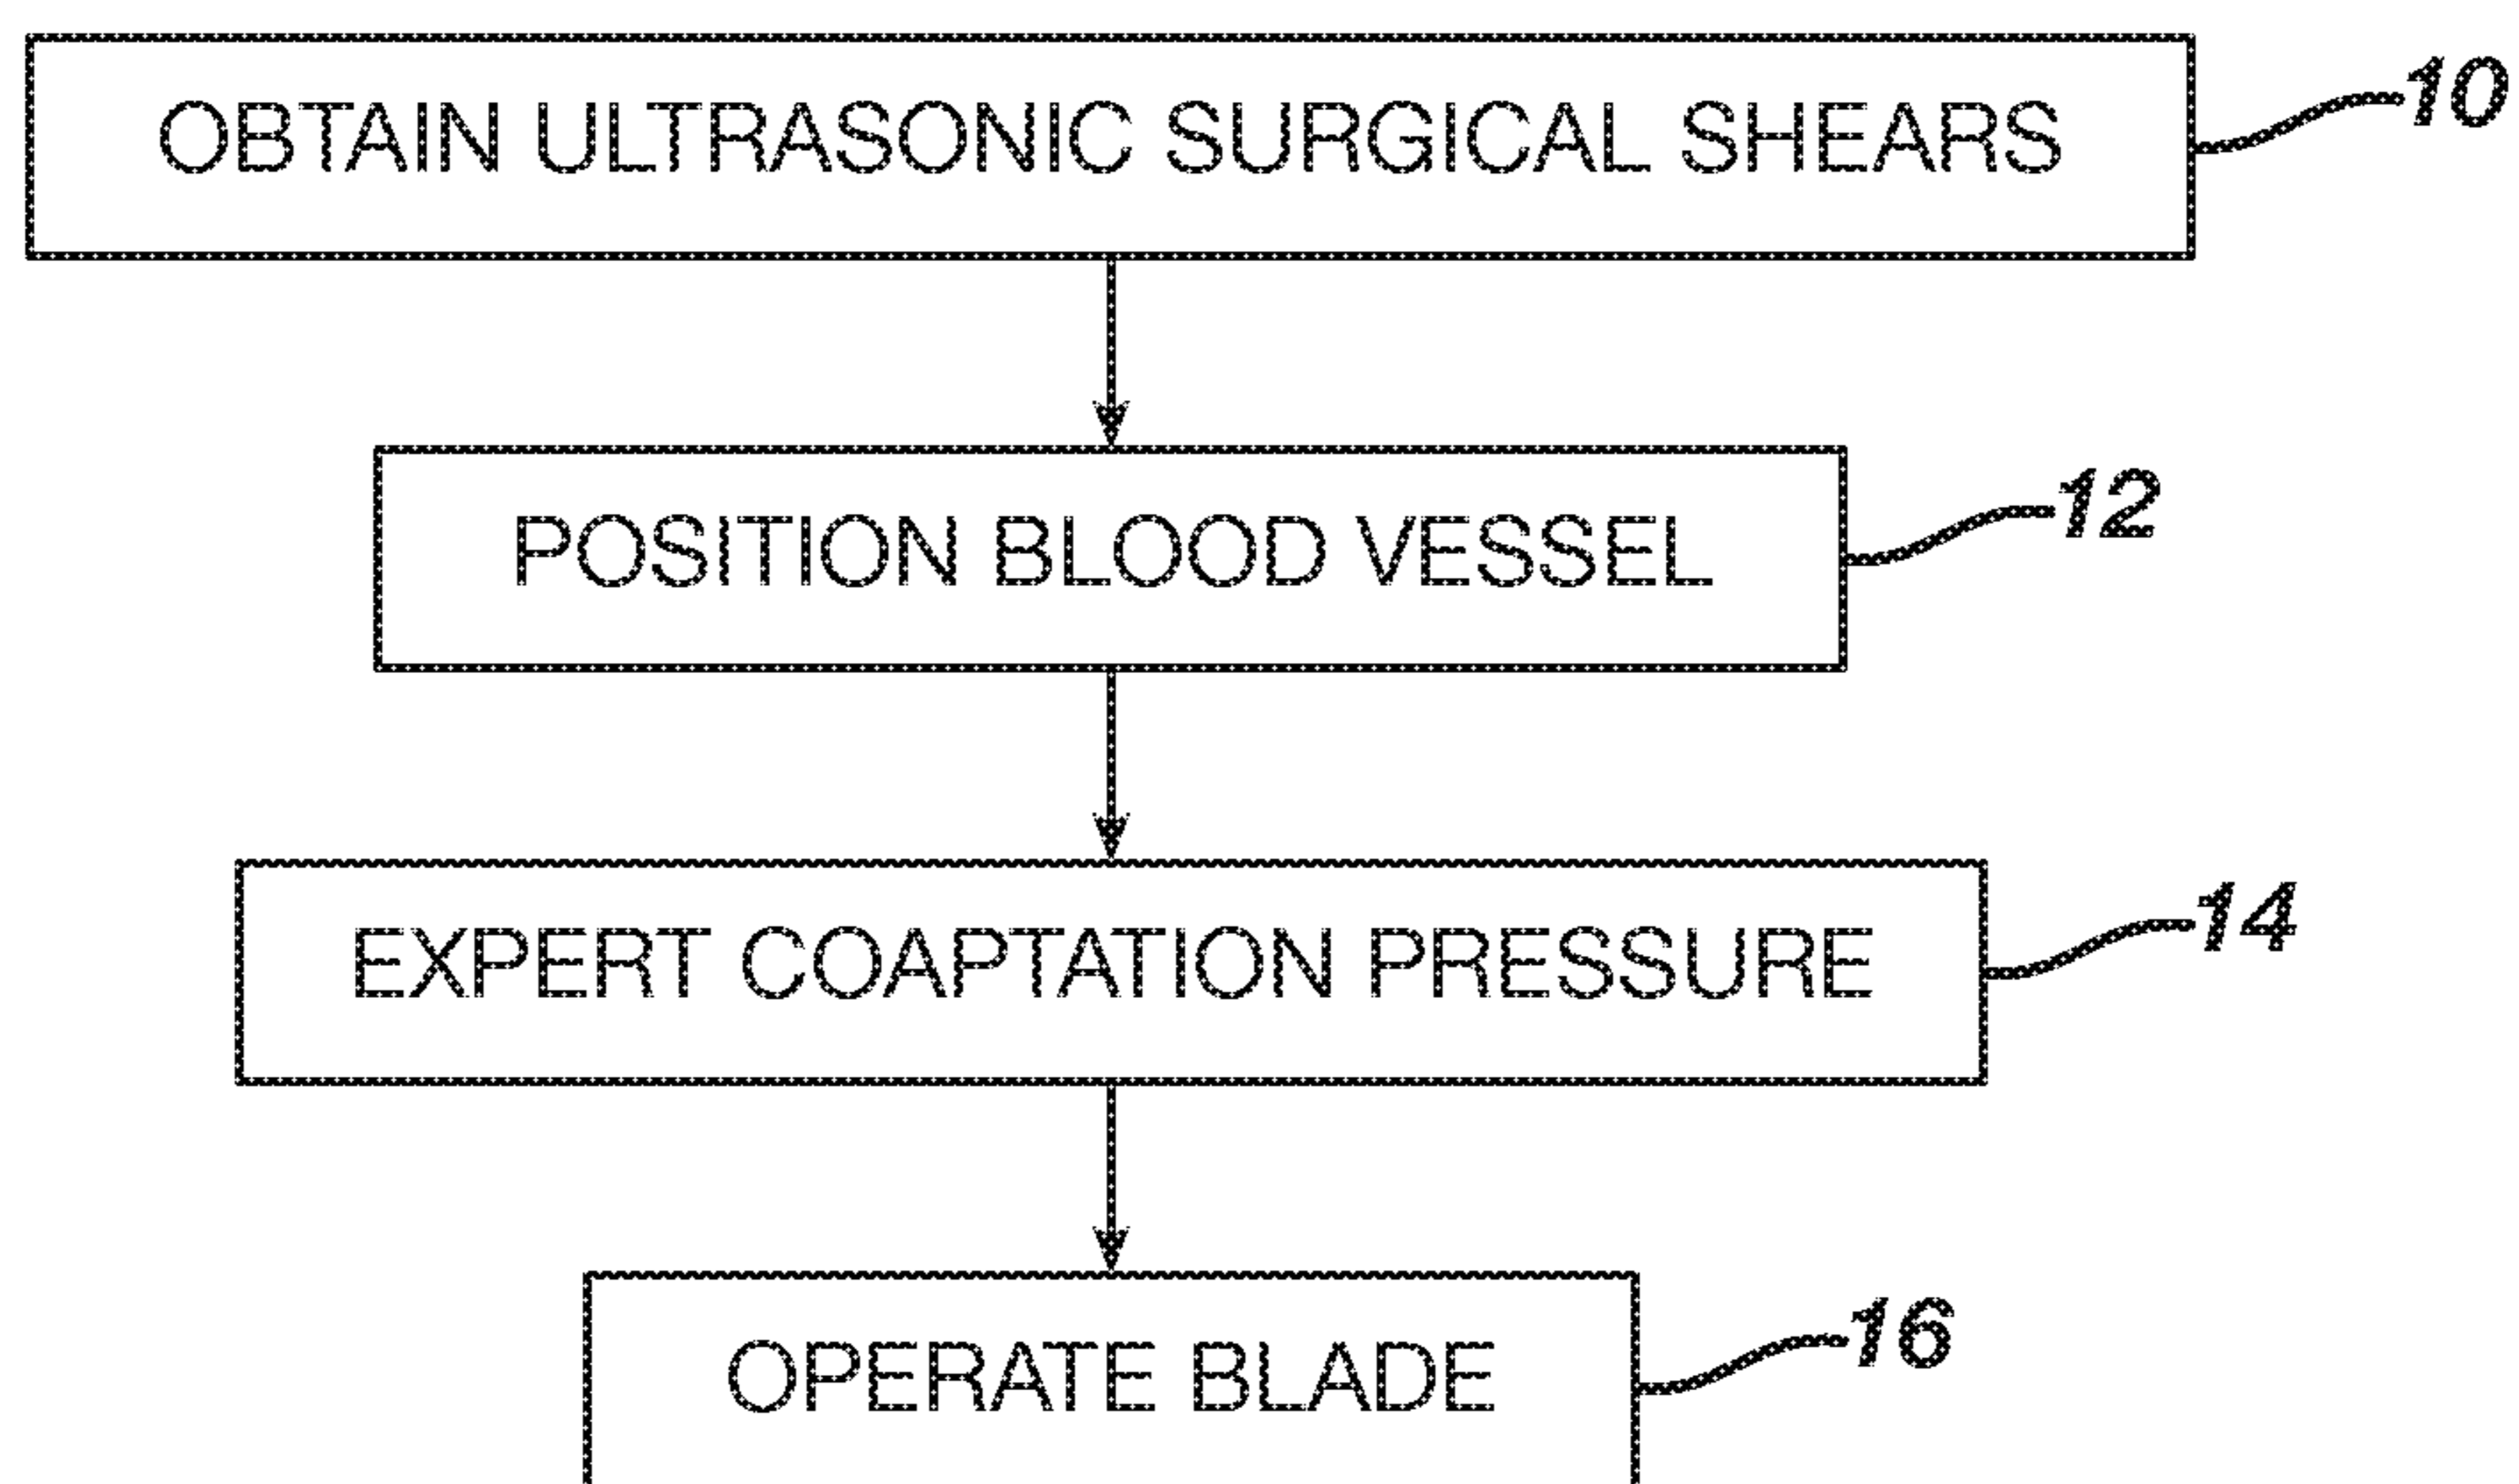 OBTAIN ULTRASONIC SURGICAL SHEARS
10
POSITION BLOOD VESSEL
12
EXPERT COAPTATION PRESSURE
14
OPERATE BLADE
16